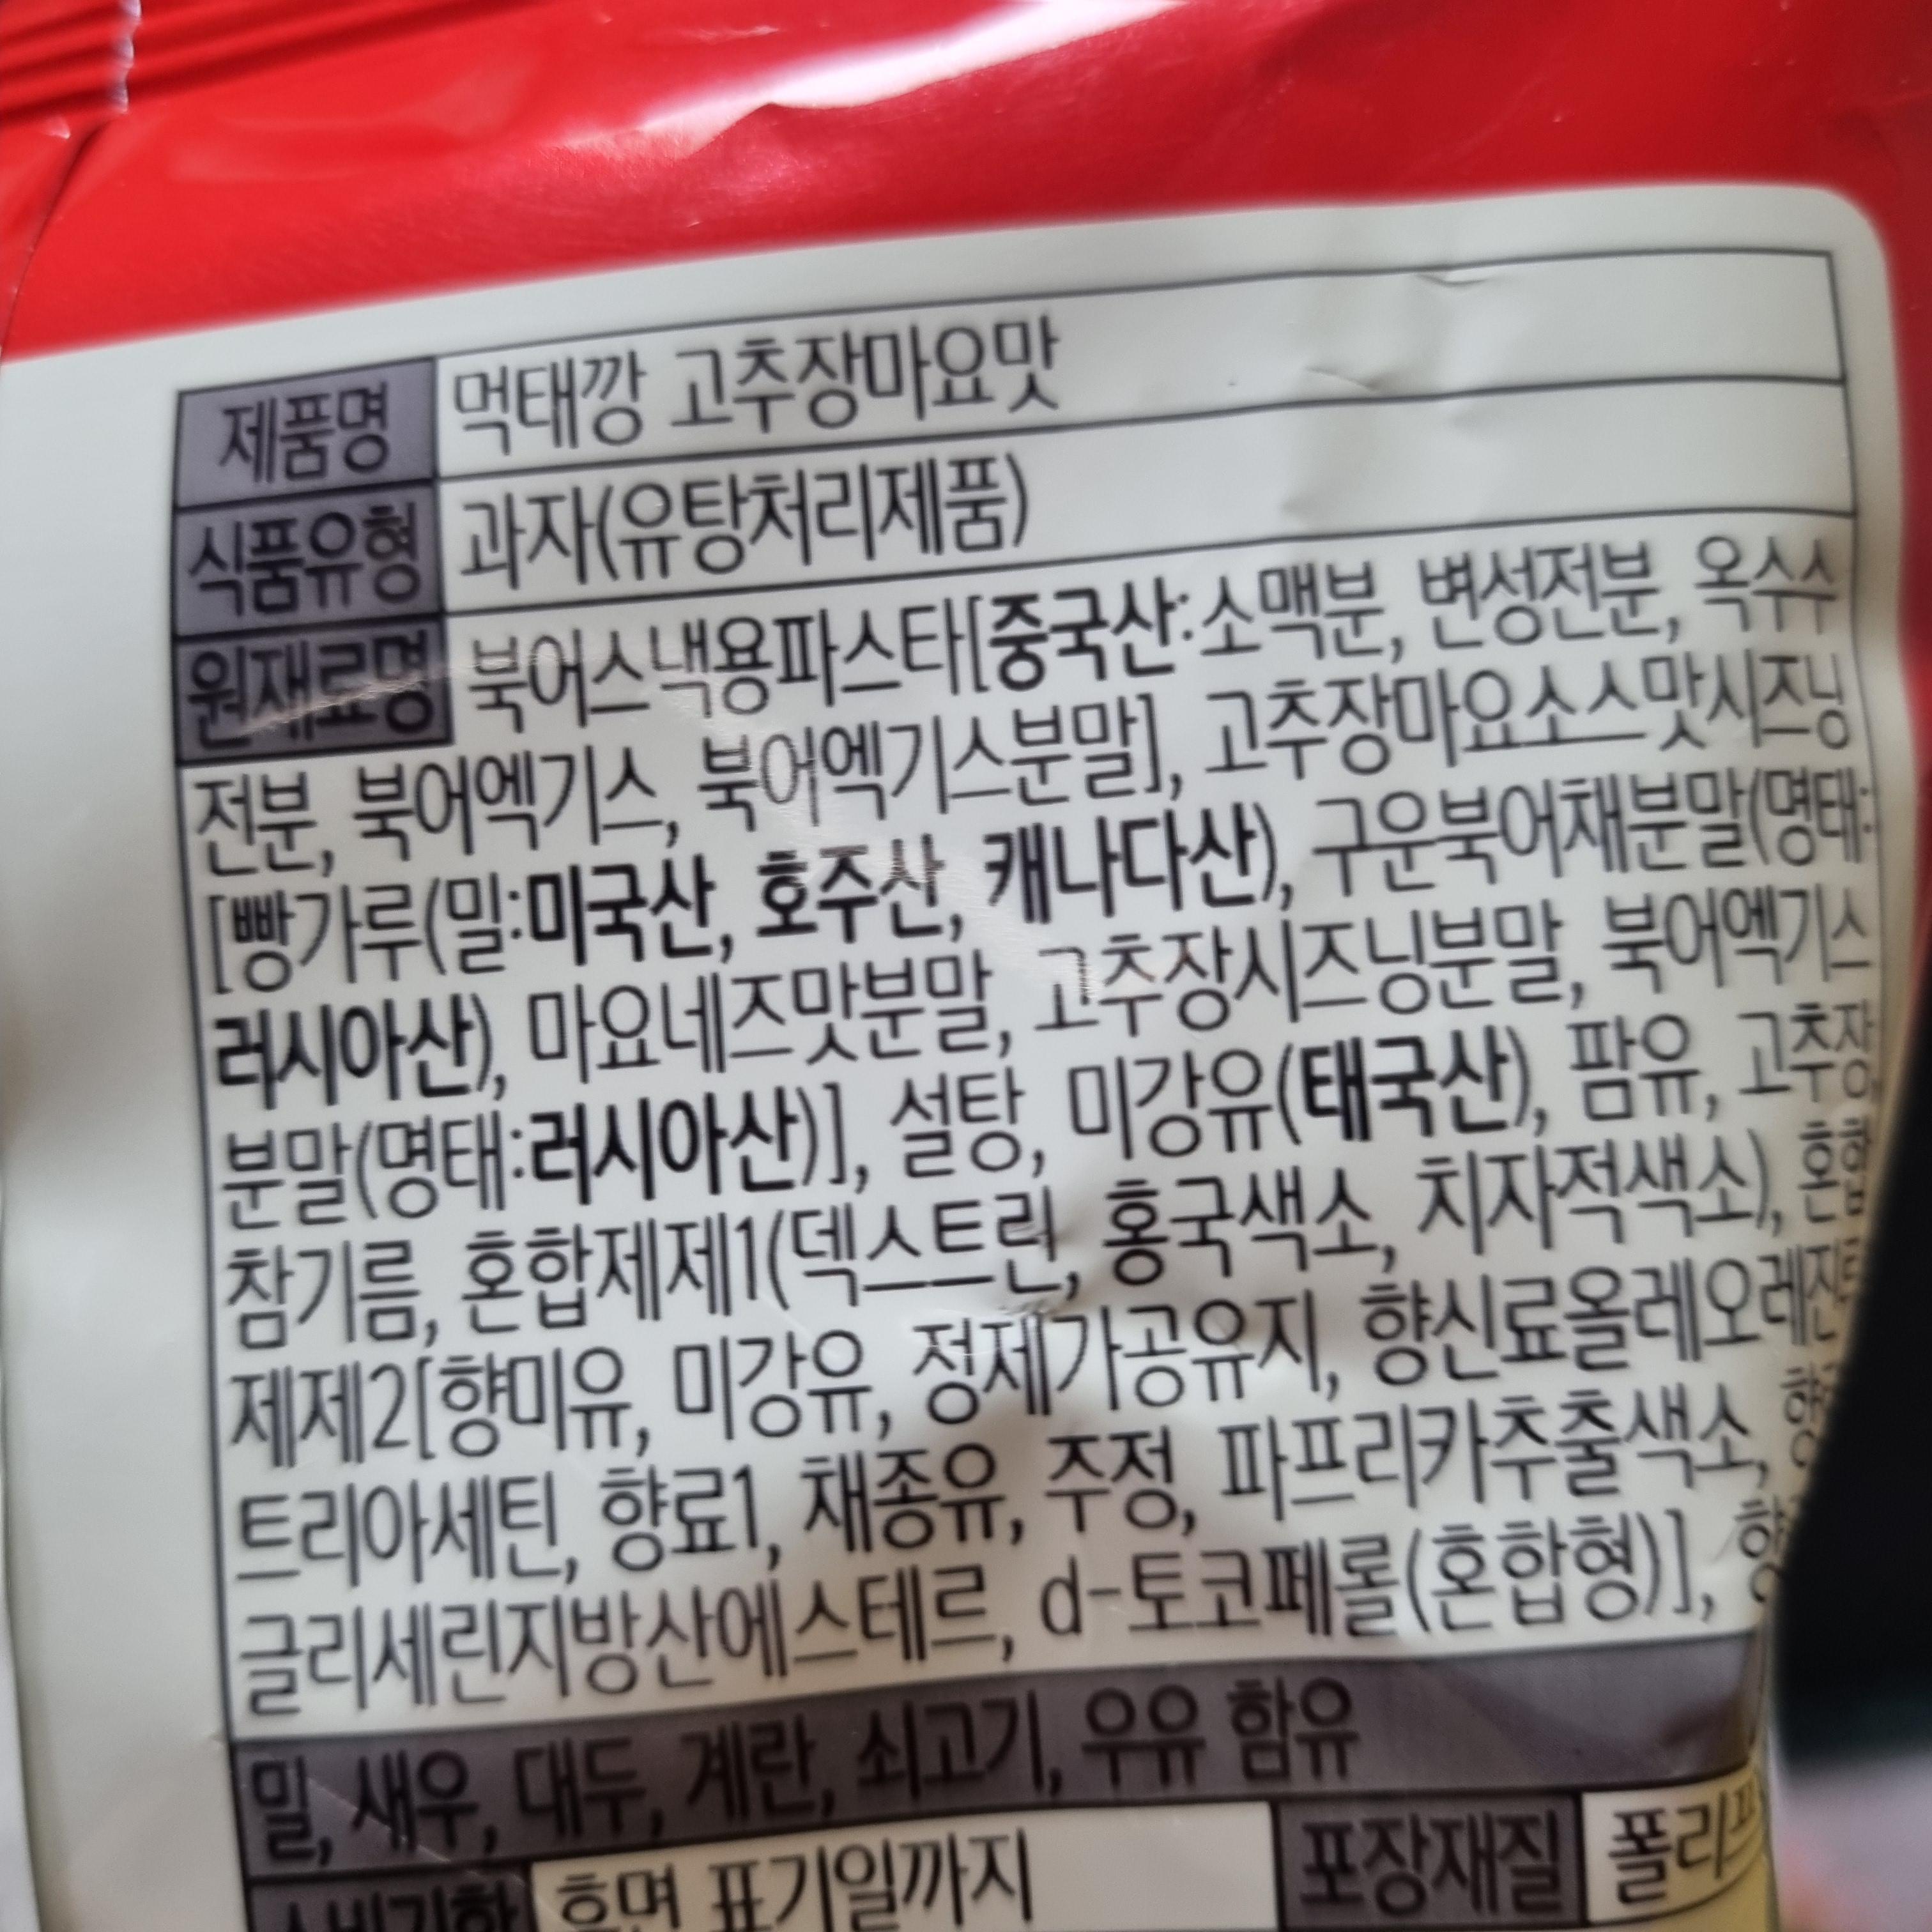 제품명 먹태깡 고추장마요맛
식품유형 과자(유탕처리제품)
원재료명 북어스낵용파스타[중국산:소맥분, 변성전분, 옥수수
전분, 북어엑기스, 북어엑기스분말], 고추장마요소스맛시즈닝
[빵가루(밀:미국산, 호주산, 캐나다산), 구운북어채분말(명태:
러시아산), 마요네즈맛분말, 고추장시즈닝분말, 북어엑기스
분말(명태:러시아산)], 설탕, 미강유(태국산), 팜유, 고추장,
참기름, 혼합제제1(덱스트린, 홍국색소, 치자적색소), 혼합
제제2[향미유, 미강유, 정제가공유지, 향신료올레오레진류,
트리아세틴, 향료1, 채종유, 주정, 파프리카추출색소,
글리세린지방산에스테르, d-토코페롤(혼합형)],
밀, 새우, 대두, 계란, 쇠고기, 우유 함유
소비기한 후면 표기일까지 포장재질